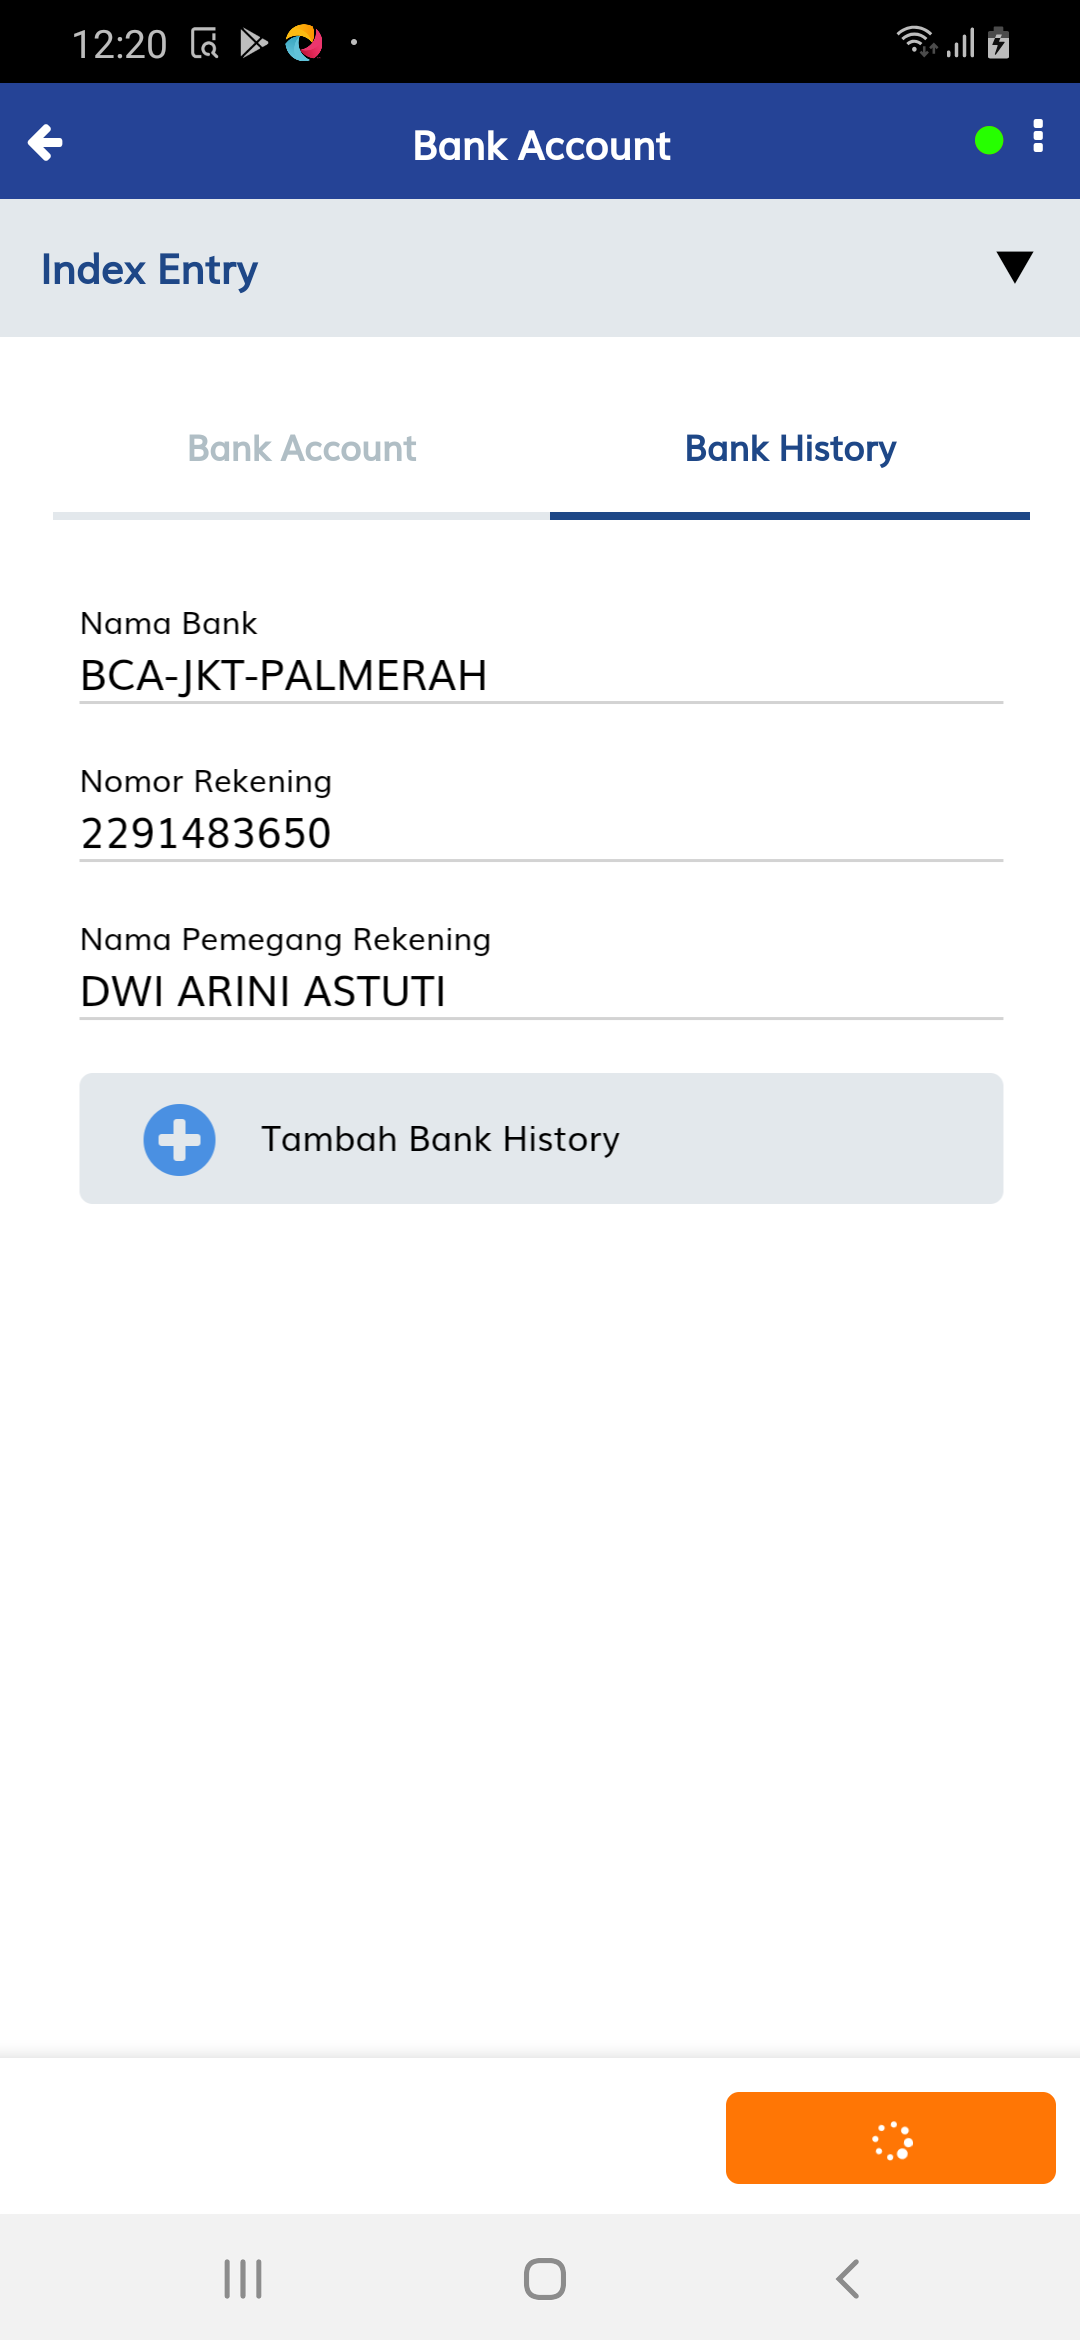 12:20
Bank Account
Index Entry
Bank Account
Bank History
Nama Bank
BCA-JKT-PALMERAH
Nomor Rekening
2291483650
Nama Pemegang Rekening
DWI ARINI ASTUTI
Tambah Bank History